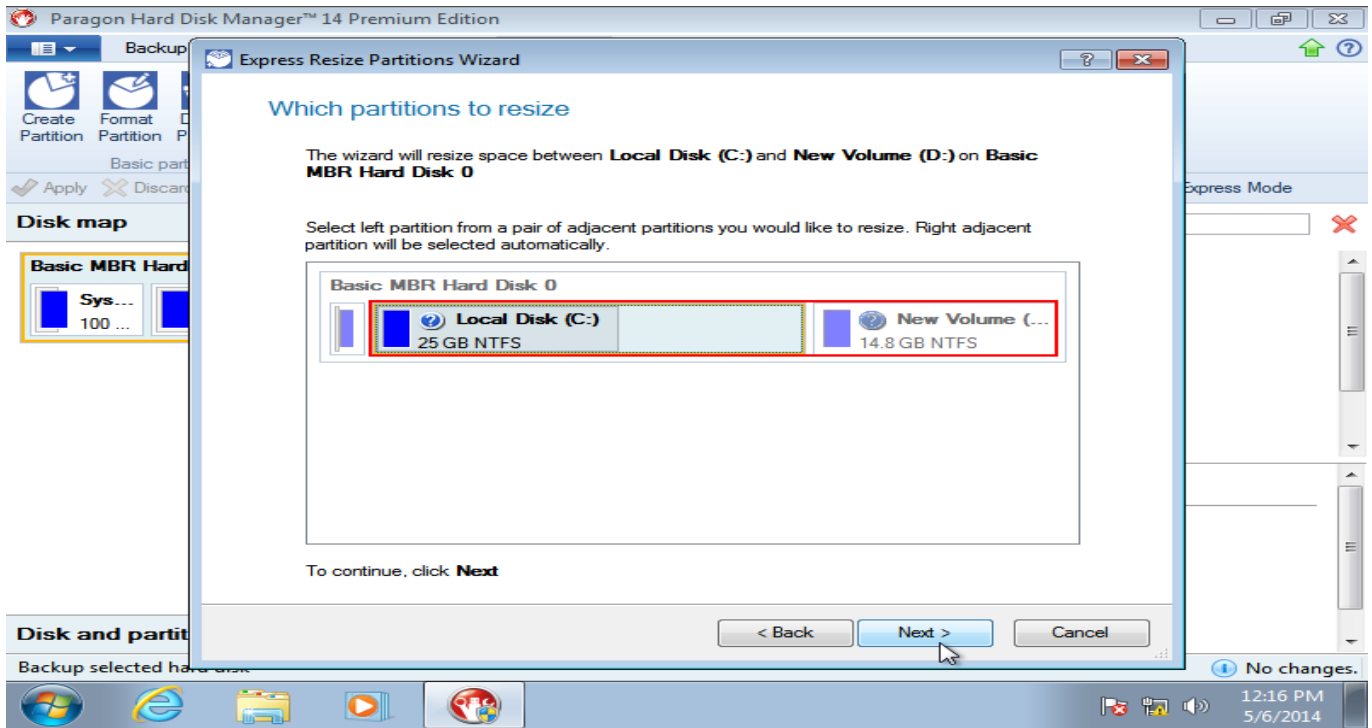 Paragon Hard Disk Manager™ 14 Premium Edition
Backup
Express Resize Partitions Wizard
Create Partition
Format Partition
Basic part
Apply
Discard
Express Mode
Disk map
Basic MBR Hard
Sys...
100 ...
Which partitions to resize
The wizard will resize space between Local Disk (C:) and New Volume (D:) on Basic
MBR Hard Disk 0
Select left partition from a pair of adjacent partitions you would like to resize. Right adjacent
partition will be selected automatically.
Basic MBR Hard Disk 0
Local Disk (C:)
25 GB NTFS
New Volume (...
14.8 GB NTFS
To continue, click Next
< Back
Next >
Cancel
Disk and partit
Backup selected
No changes.
12:16 PM
5/6/2014